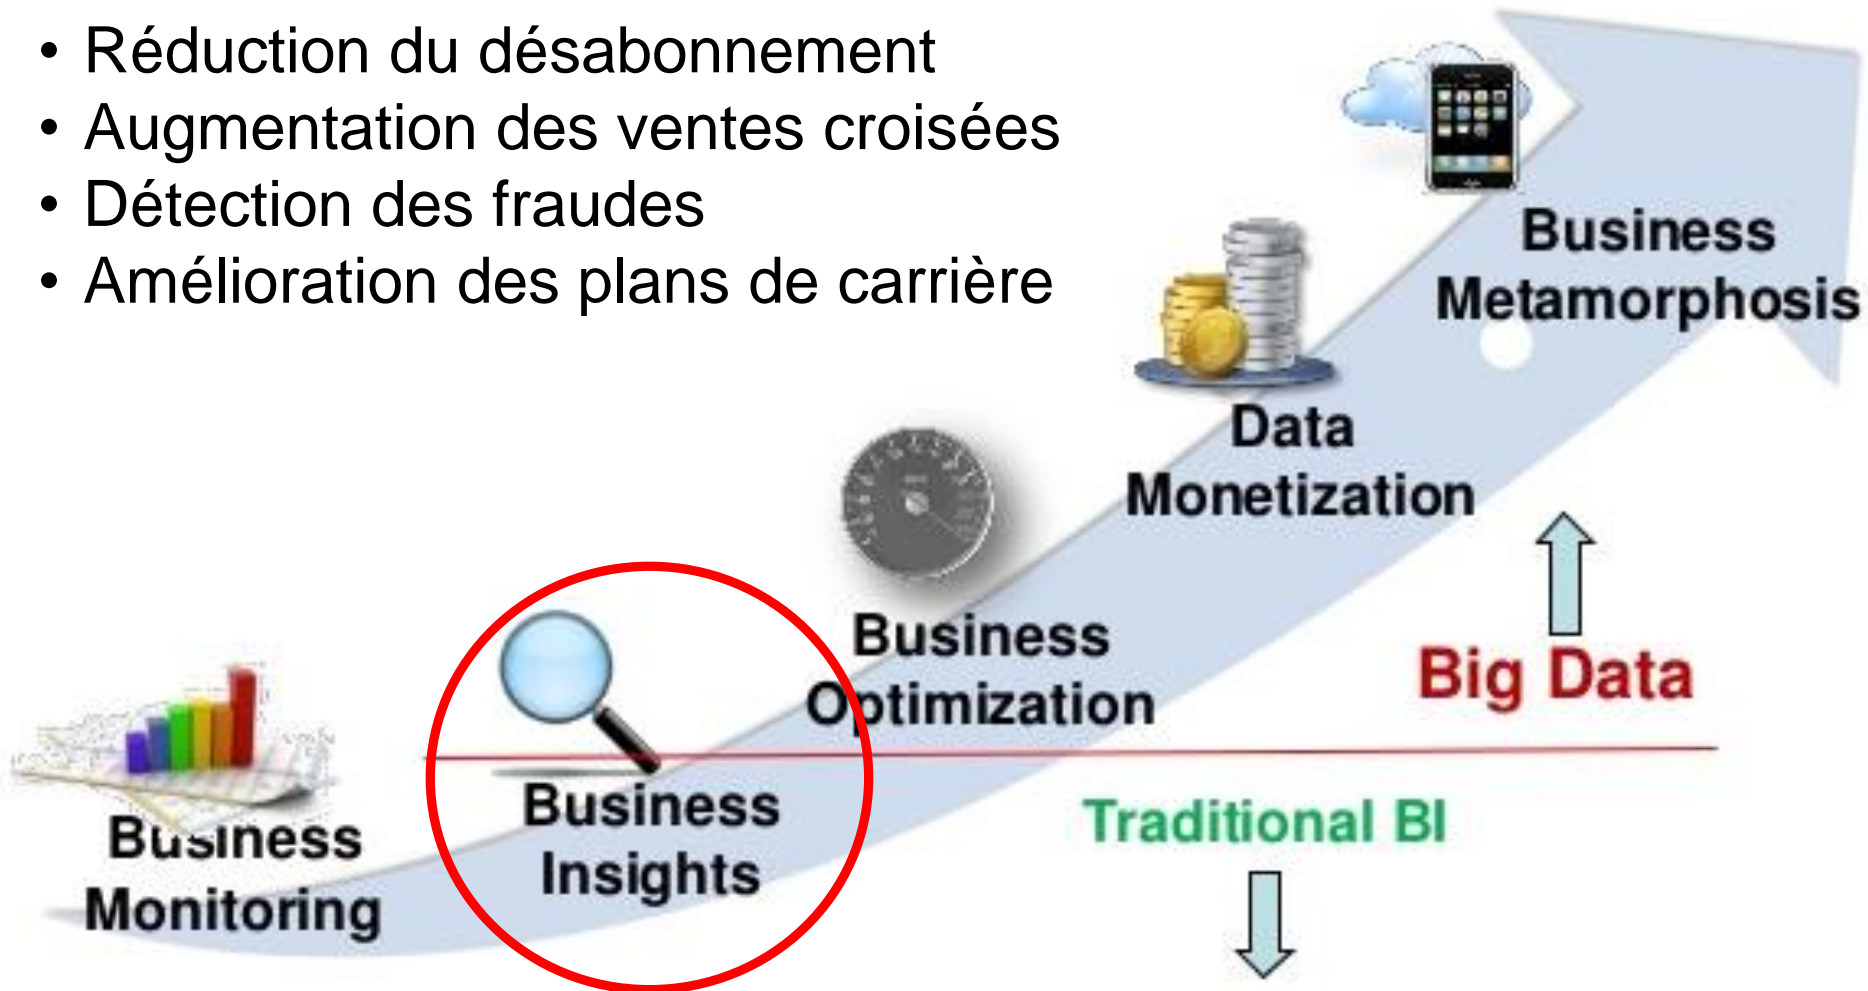 • Réduction du désabonnement
• Augmentation des ventes croisées
• Détection des fraudes
• Amélioration des plans de carrière
Business
Metamorphosis
Data
Monetization
Business
Optimization
Big Data
Business
Insights
Traditional BI
Business
Monitoring